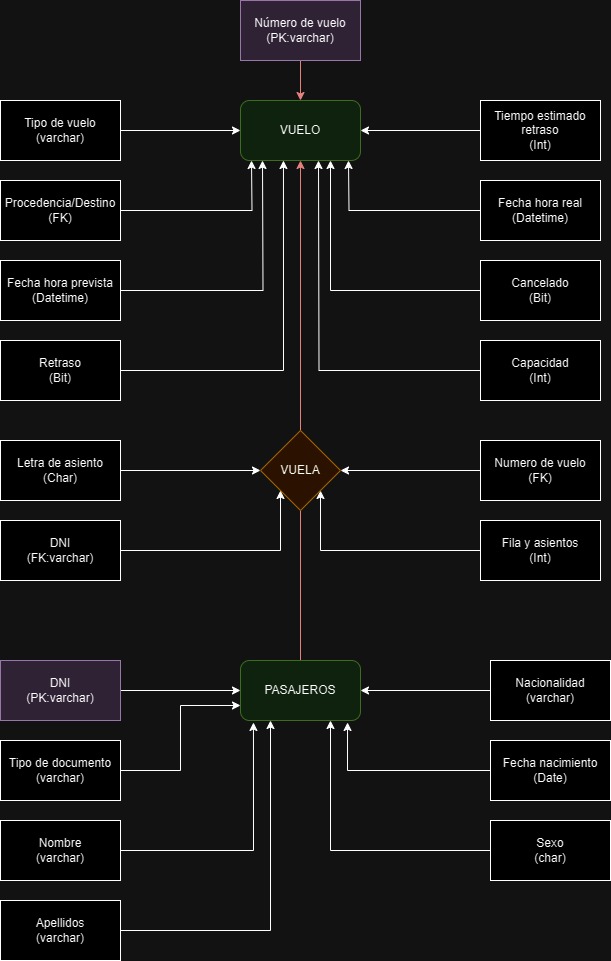 Número de vuelo
(PK:varchar)
Tipo de vuelo
(varchar)
VUELO
Tiempo estimado
retraso
(Int)
Procedencia/Destino
(FK)
Fecha hora real
(Datetime)
Fecha hora prevista
(Datetime)
Cancelado
(Bit)
Retraso
(Bit)
Capacidad
(Int)
Letra de asiento
(Char)
VUELA
Numero de vuelo
(FK)
DNI
(FK:varchar)
Fila y asientos
(Int)
DNI
(PK:varchar)
PASAJEROS
Nacionalidad
(varchar)
Tipo de documento
(varchar)
Fecha nacimiento
(Date)
Nombre
(varchar)
Sexo
(char)
Apellidos
(varchar)